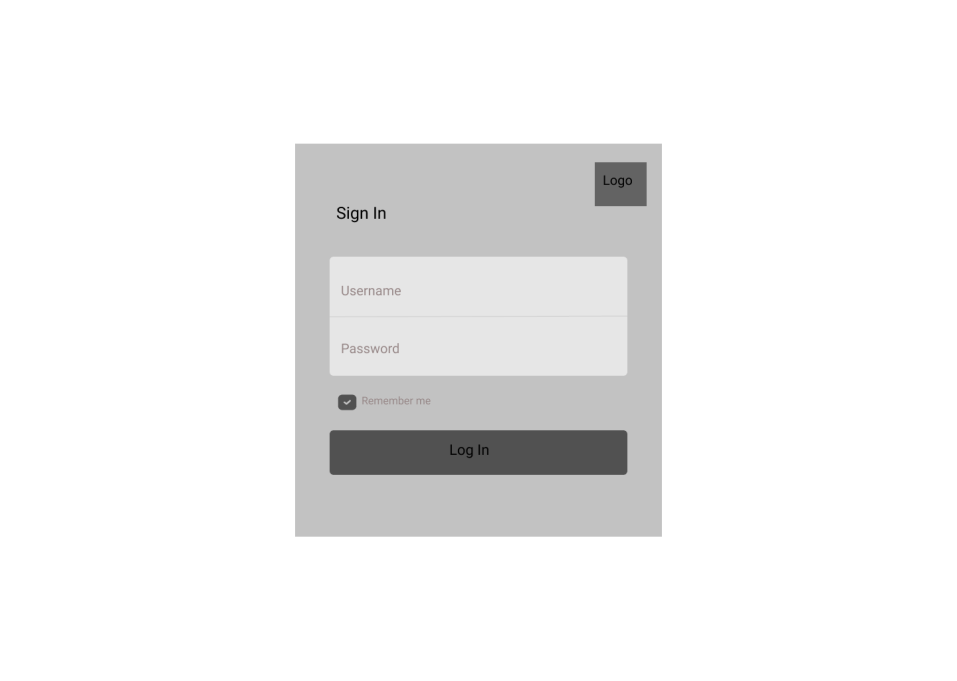 Logo
Sign In
Username
Password
Remember me
Log In